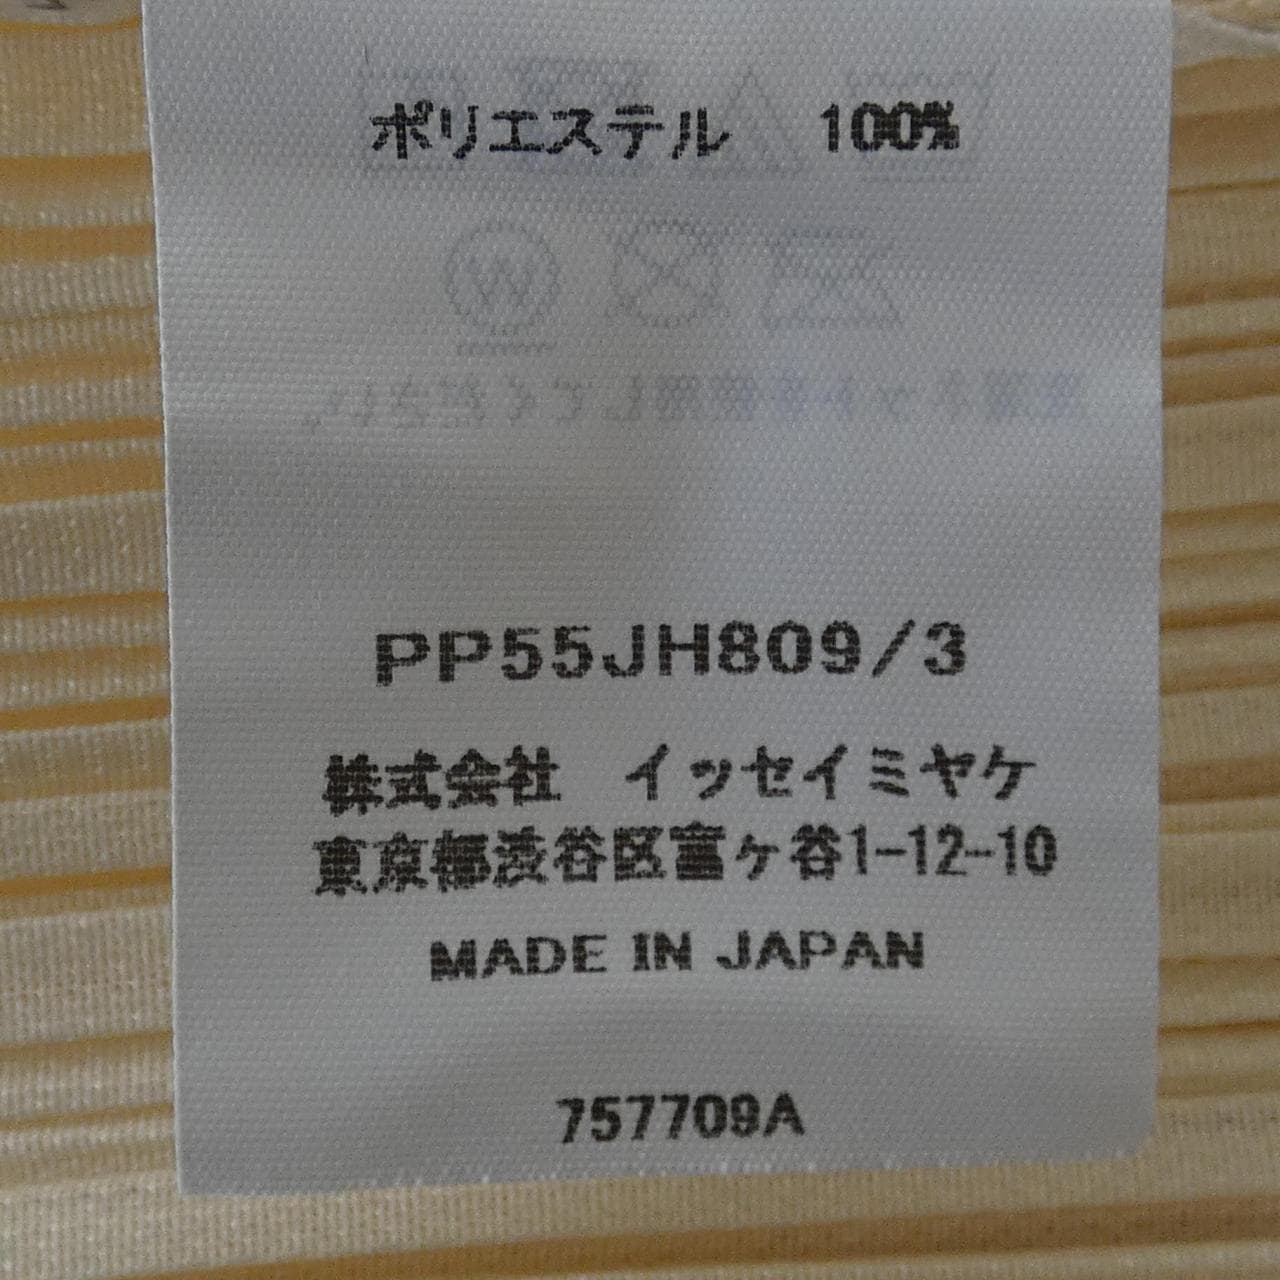 ポリエステル　100%
PP55JH809/3
株式会社　イッセイミヤケ
東京都渋谷区富ヶ谷1-12-10
MADE IN JAPAN
757709A